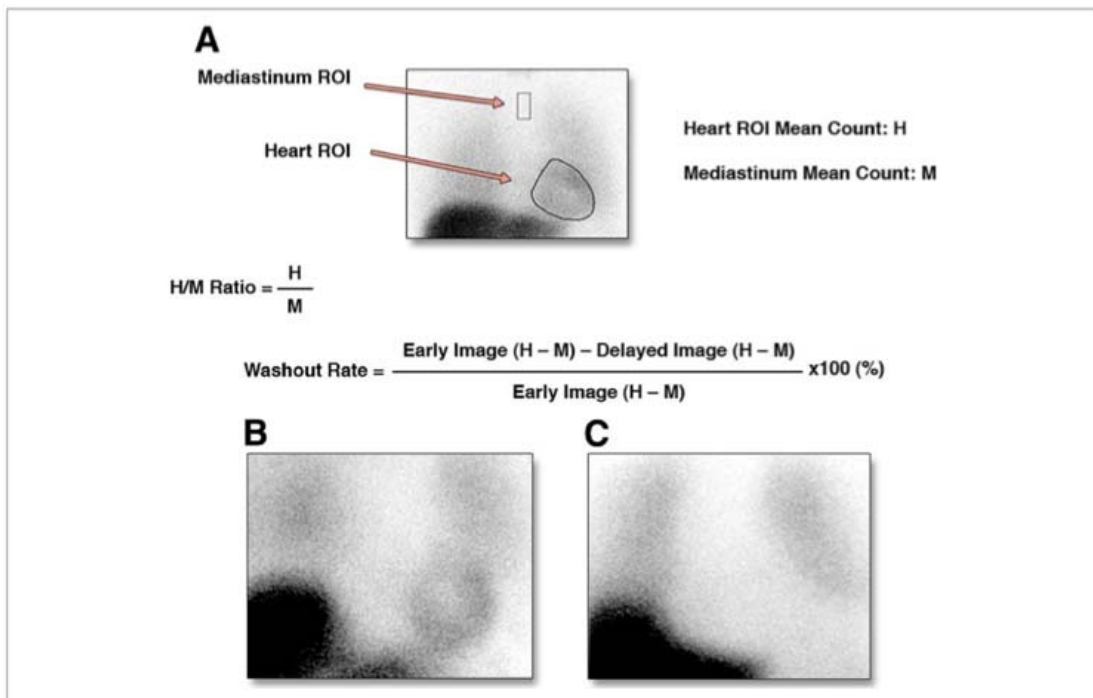 A
Mediastinum ROI
Heart ROI
Heart ROI Mean Count: H
Mediastinum Mean Count: M
H/M Ratio = H
M
Early Image (H – M) – Delayed Image (H – M)
Washout Rate = x100 (%)
Early Image (H – M)
B C